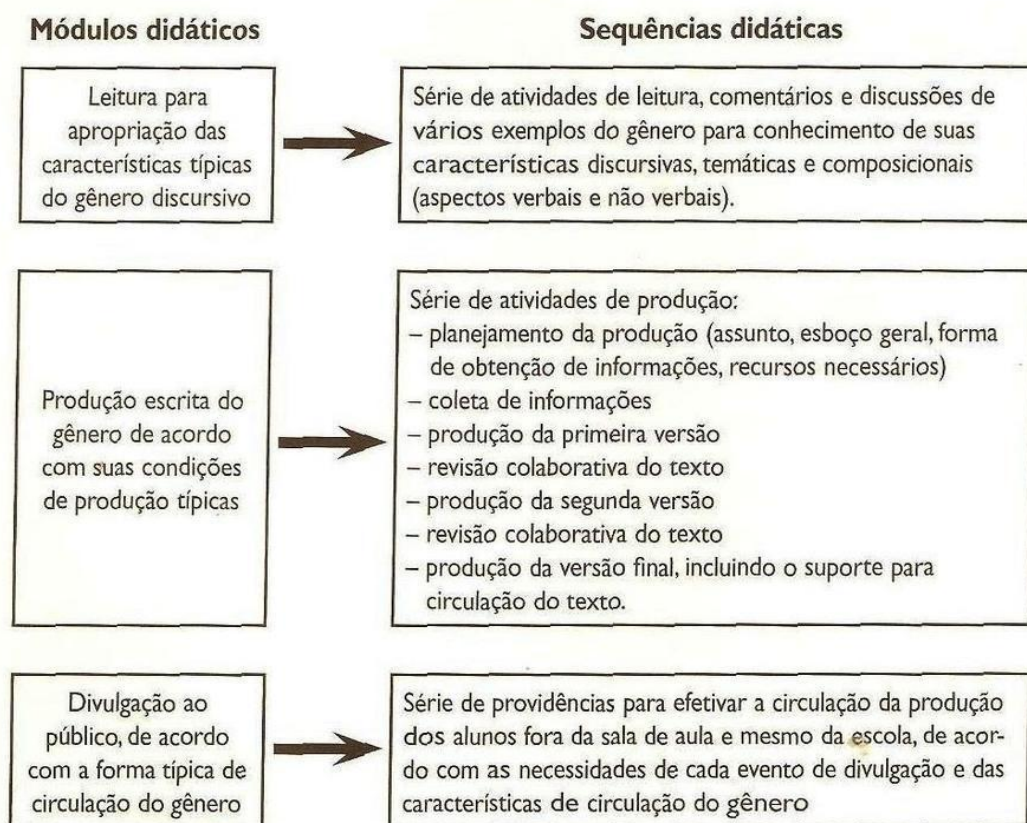 Módulos didáticos
Sequências didáticas
Leitura para
apropriação das
características típicas
do gênero discursivo
Série de atividades de leitura, comentários e discussões de
vários exemplos do gênero para conhecimento de suas
características discursivas, temáticas e composicionais
(aspectos verbais e não verbais).
Produção escrita do
gênero de acordo
com suas condições
de produção típicas
Série de atividades de produção:
– planejamento da produção (assunto, esboço geral, forma
de obtenção de informações, recursos necessários)
– coleta de informações
– produção da primeira versão
– revisão colaborativa do texto
– produção da segunda versão
– revisão colaborativa do texto
– produção da versão final, incluindo o suporte para
circulação do texto.
Divulgação ao
público, de acordo
com a forma típica de
circulação do gênero
Série de providências para efetivar a circulação da produção
dos alunos fora da sala de aula e mesmo da escola, de acor-
do com as necessidades de cada evento de divulgação e das
características de circulação do gênero